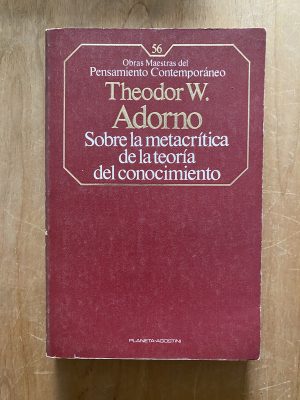 56
Obras Maestras del
Pensamiento Contemporáneo
Theodor W.
Adorno
Sobre la metacrítica
de la teoría
del conocimiento
PLANETA-AGOSTINI